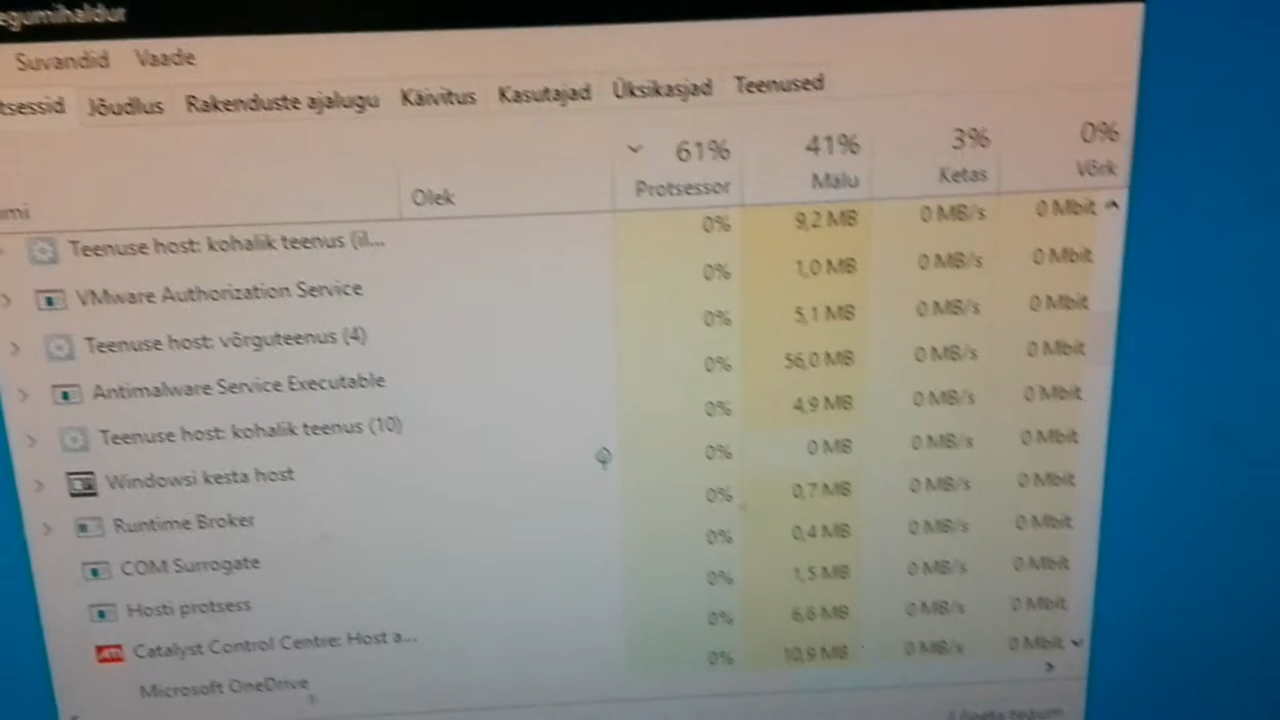 egumihaldur
Suvandid Vaade
tsessid Jõudlus Rakenduste ajalugu Käivitus Kasutajad Üksikasjad Teenused
61% 41% 3% 0%
imi Olek Protsessor Mälu Ketas Võrk
Teenuse host: kohalik teenus (il... 0% 9,2 MB 0 MB/s 0 Mbit
VMware Authorization Service 0% 1,0 MB 0 MB/s 0 Mbit
Teenuse host: võrguteenus (4) 0% 5,1 MB 0 MB/s 0 Mbit
Antimalware Service Executable 0% 56,0 MB 0 MB/s 0 Mbit
Teenuse host: kohalik teenus (10) 0% 4,9 MB 0 MB/s 0 Mbit
Windowsi kesta host 0% 0 MB 0 MB/s 0 Mbit
Runtime Broker 0% 0,7 MB 0 MB/s 0 Mbit
COM Surrogate 0% 0,4 MB 0 MB/s 0 Mbit
Hosti protsess 0% 1,5 MB 0 MB/s 0 Mbit
Catalyst Control Centre: Host a... 0% 6,6 MB 0 MB/s 0 Mbit
Microsoft OneDrive 0% 10,9 MB 0 MB/s 0 Mbit